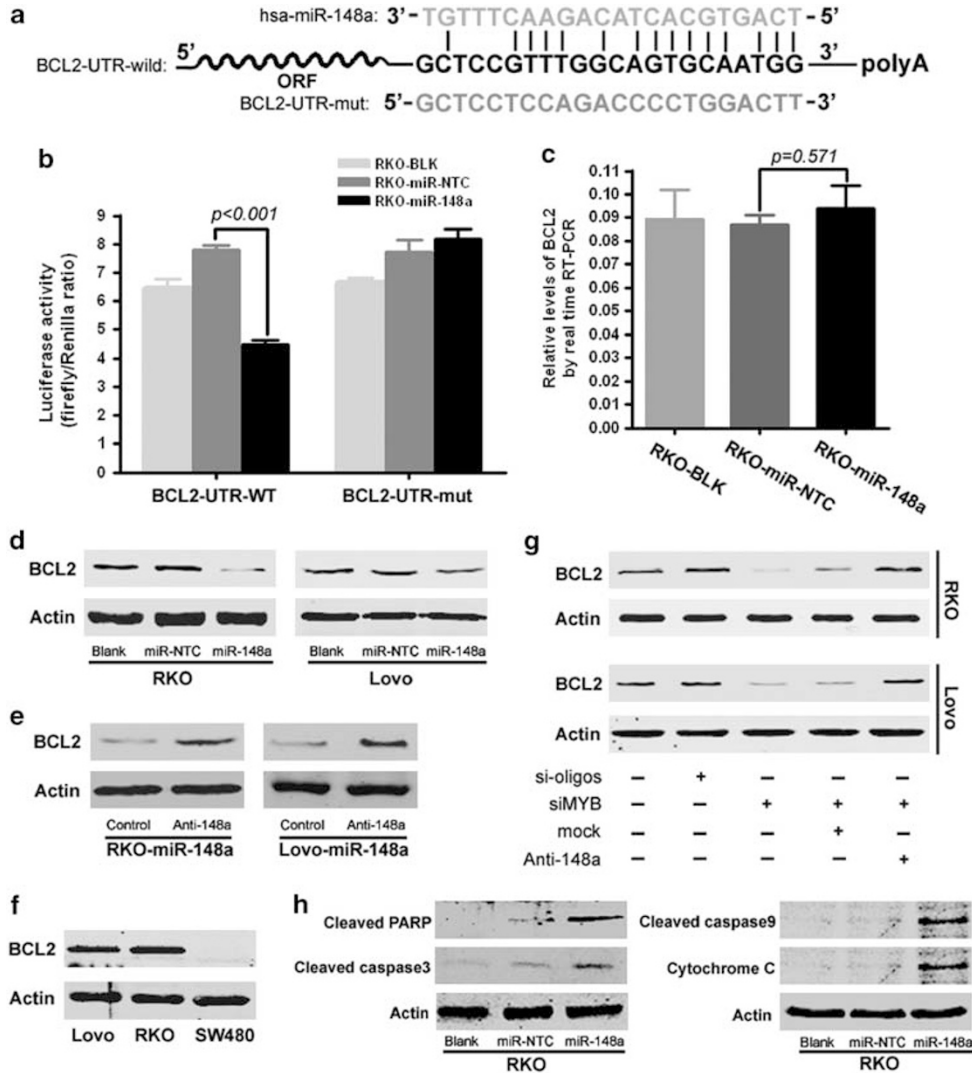 a
hsa-miR-148a: 3'-TGTTTCAAGACATCACGTGACT-5'
BCL2-UTR-wild: 5' GCTCCGTTTGGCAGTGCAATGG 3' polyA
ORF
BCL2-UTR-mut: 5'-GCTCCTCCAGACCCCTGGACTT-3'
b
RKO-BLK
RKO-miR-NTC
RKO-miR-148a
p<0.001
9
8
7
6
5
4
3
2
1
0
Luciferase activity
(firefly/Renilla ratio)
BCL2-UTR-WT BCL2-UTR-mut
c
p=0.571
0.11
0.10
0.09
0.08
0.07
0.06
0.05
0.04
0.03
0.02
0.01
0.00
Relative levels of BCL2
by real time RT-PCR
RKO-BLK
RKO-miR-NTC
RKO-miR-148a
d
BCL2
Actin
Blank miR-NTC miR-148a Blank miR-NTC miR-148a
RKO Lovo
e
BCL2
Actin
Control Anti-148a Control Anti-148a
RKO-miR-148a Lovo-miR-148a
f
BCL2
Actin
Lovo RKO SW480
g
BCL2
Actin
RKO
BCL2
Actin
Lovo
si-oligos – + – – –
siMYB – – + + +
mock – – – + –
Anti-148a – – – – +
h
Cleaved PARP
Cleaved caspase3
Actin
Blank miR-NTC miR-148a
RKO
Cleaved caspase9
Cytochrome C
Actin
Blank miR-NTC miR-148a
RKO